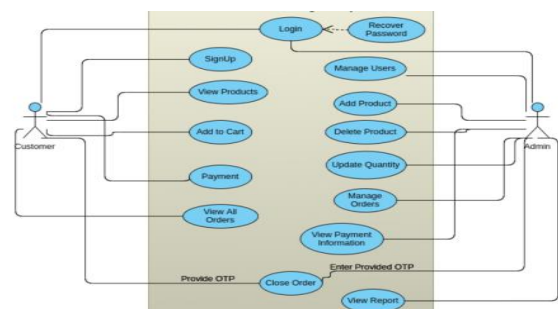 Login
Recover
Password
SignUp
Manage Users
View Products
Add Product
Customer
Add to Cart
Delete Product
Admin
Update Quantity
Payment
Manage
Orders
View All
Orders
View Payment
Information
Provide OTP
Close Order
Enter Provided OTP
View Report